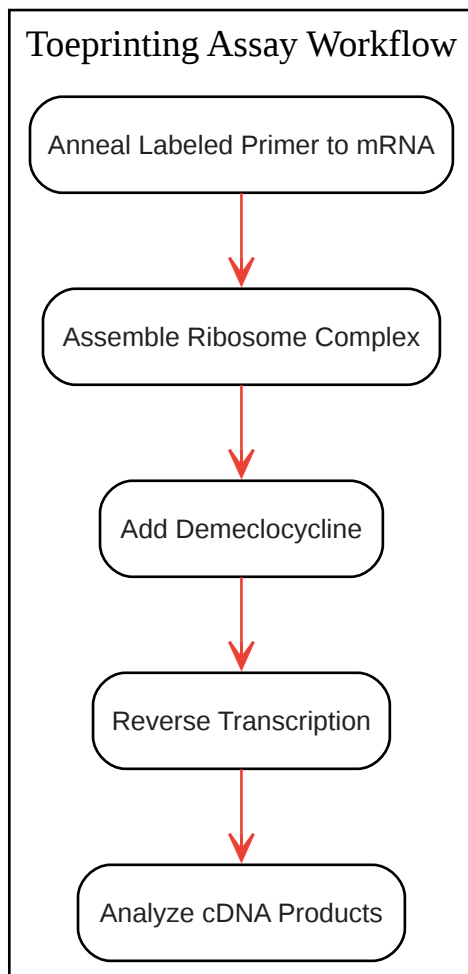 Toeprinting Assay Workflow
Anneal Labeled Primer to mRNA
Assemble Ribosome Complex
Add Demeclocycline
Reverse Transcription
Analyze cDNA Products